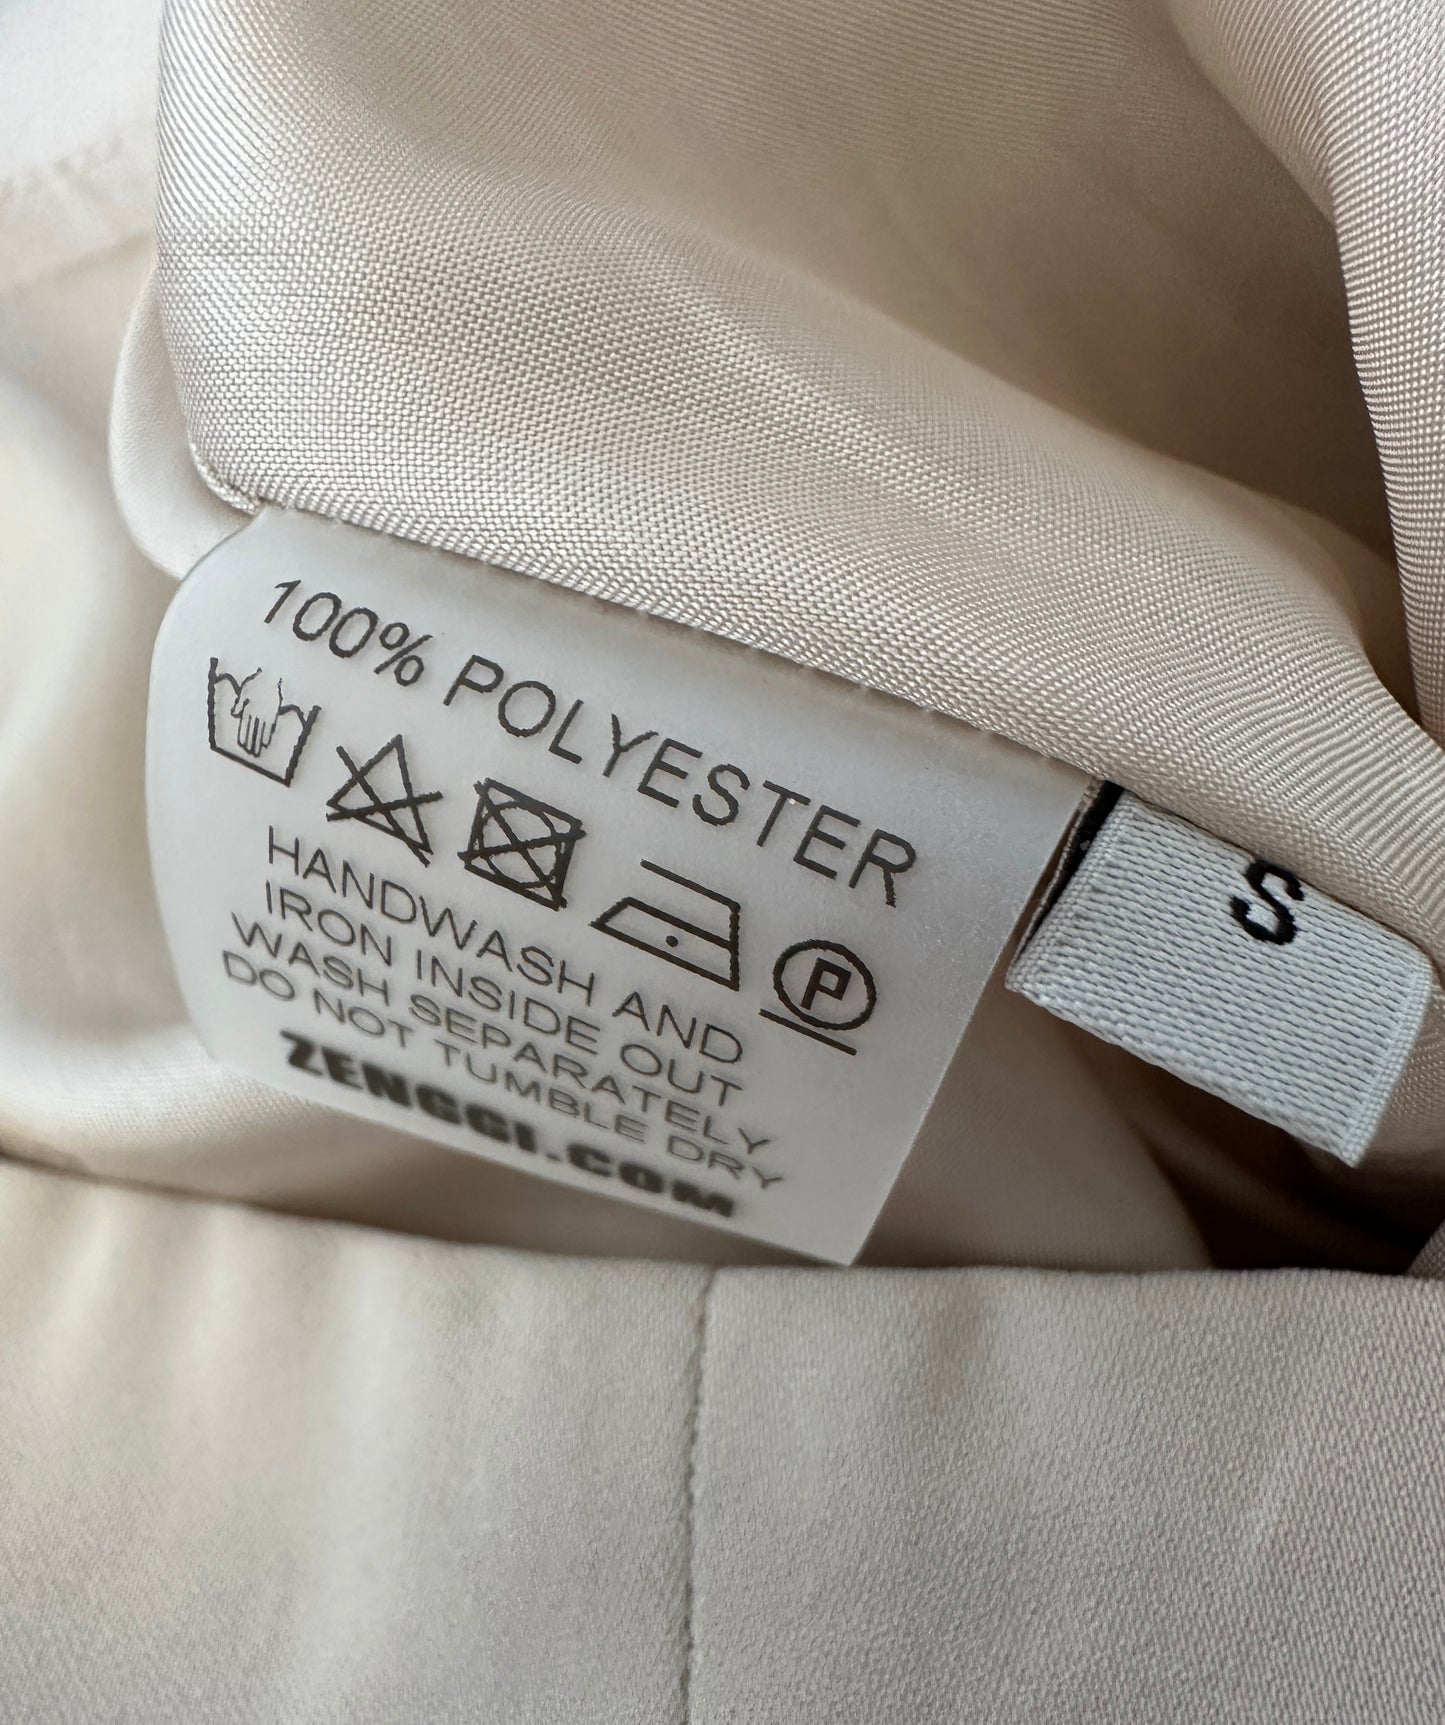 100% POLYESTER
P
HANDWASH AND
IRON INSIDE OUT
WASH SEPARATELY
DO NOT TUMBLE DRY
ZENGGI.COM
S